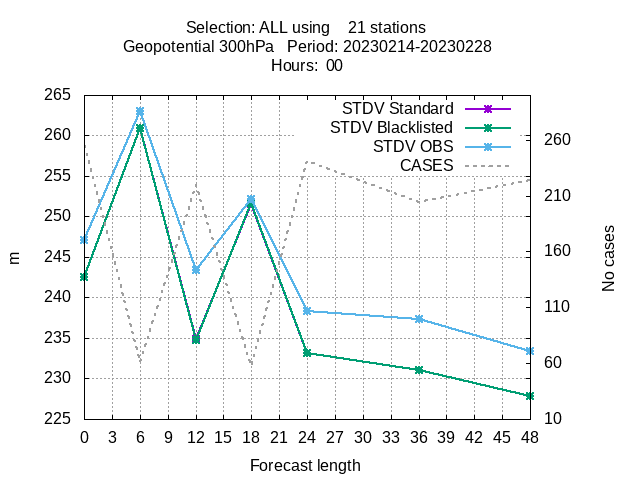 Selection: ALL using 21 stations
Geopotential 300hPa Period: 20230214-20230228
Hours: 00
STDV Standard
STDV Blacklisted
STDV OBS
CASES
265
260
255
250
245
240
235
230
225
m
260
210
160
110
60
10
No cases
0 3 6 9 12 15 18 21 24 27 30 33 36 39 42 45 48
Forecast length